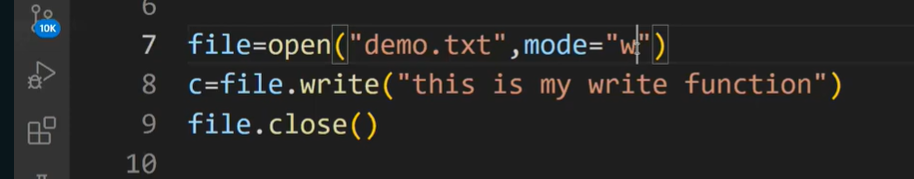 6
10K
7 file=open("demo.txt",mode="w")
8 c=file.write("this is my write function")
9 file.close()
10